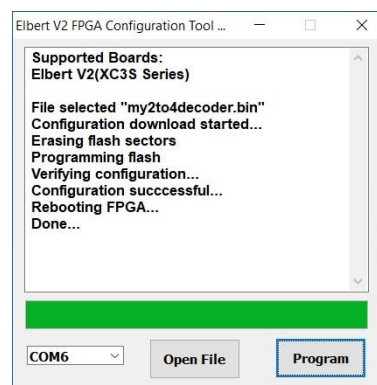 Elbert V2 FPGA Configuration Tool ...
Supported Boards:
Elbert V2(XC3S Series)
File selected "my2to4decoder.bin"
Configuration download started...
Erasing flash sectors
Programming flash
Verifying configuration...
Configuration succcessful...
Rebooting FPGA...
Done...
COM6
Open File
Program